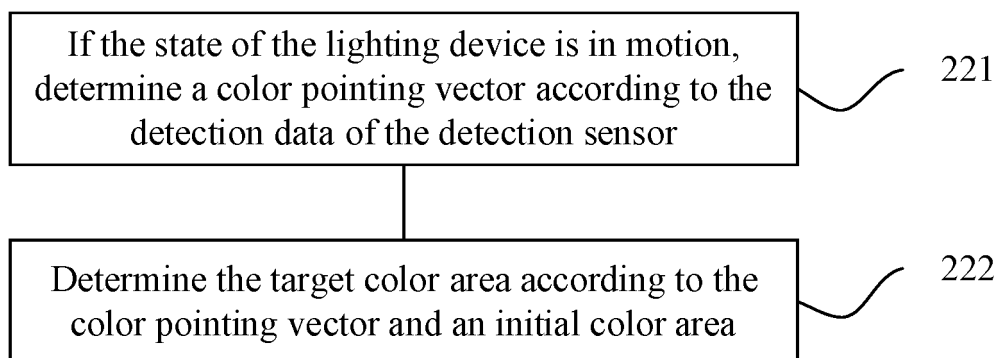 If the state of the lighting device is in motion,
determine a color pointing vector according to the
detection data of the detection sensor
221
Determine the target color area according to the
color pointing vector and an initial color area
222